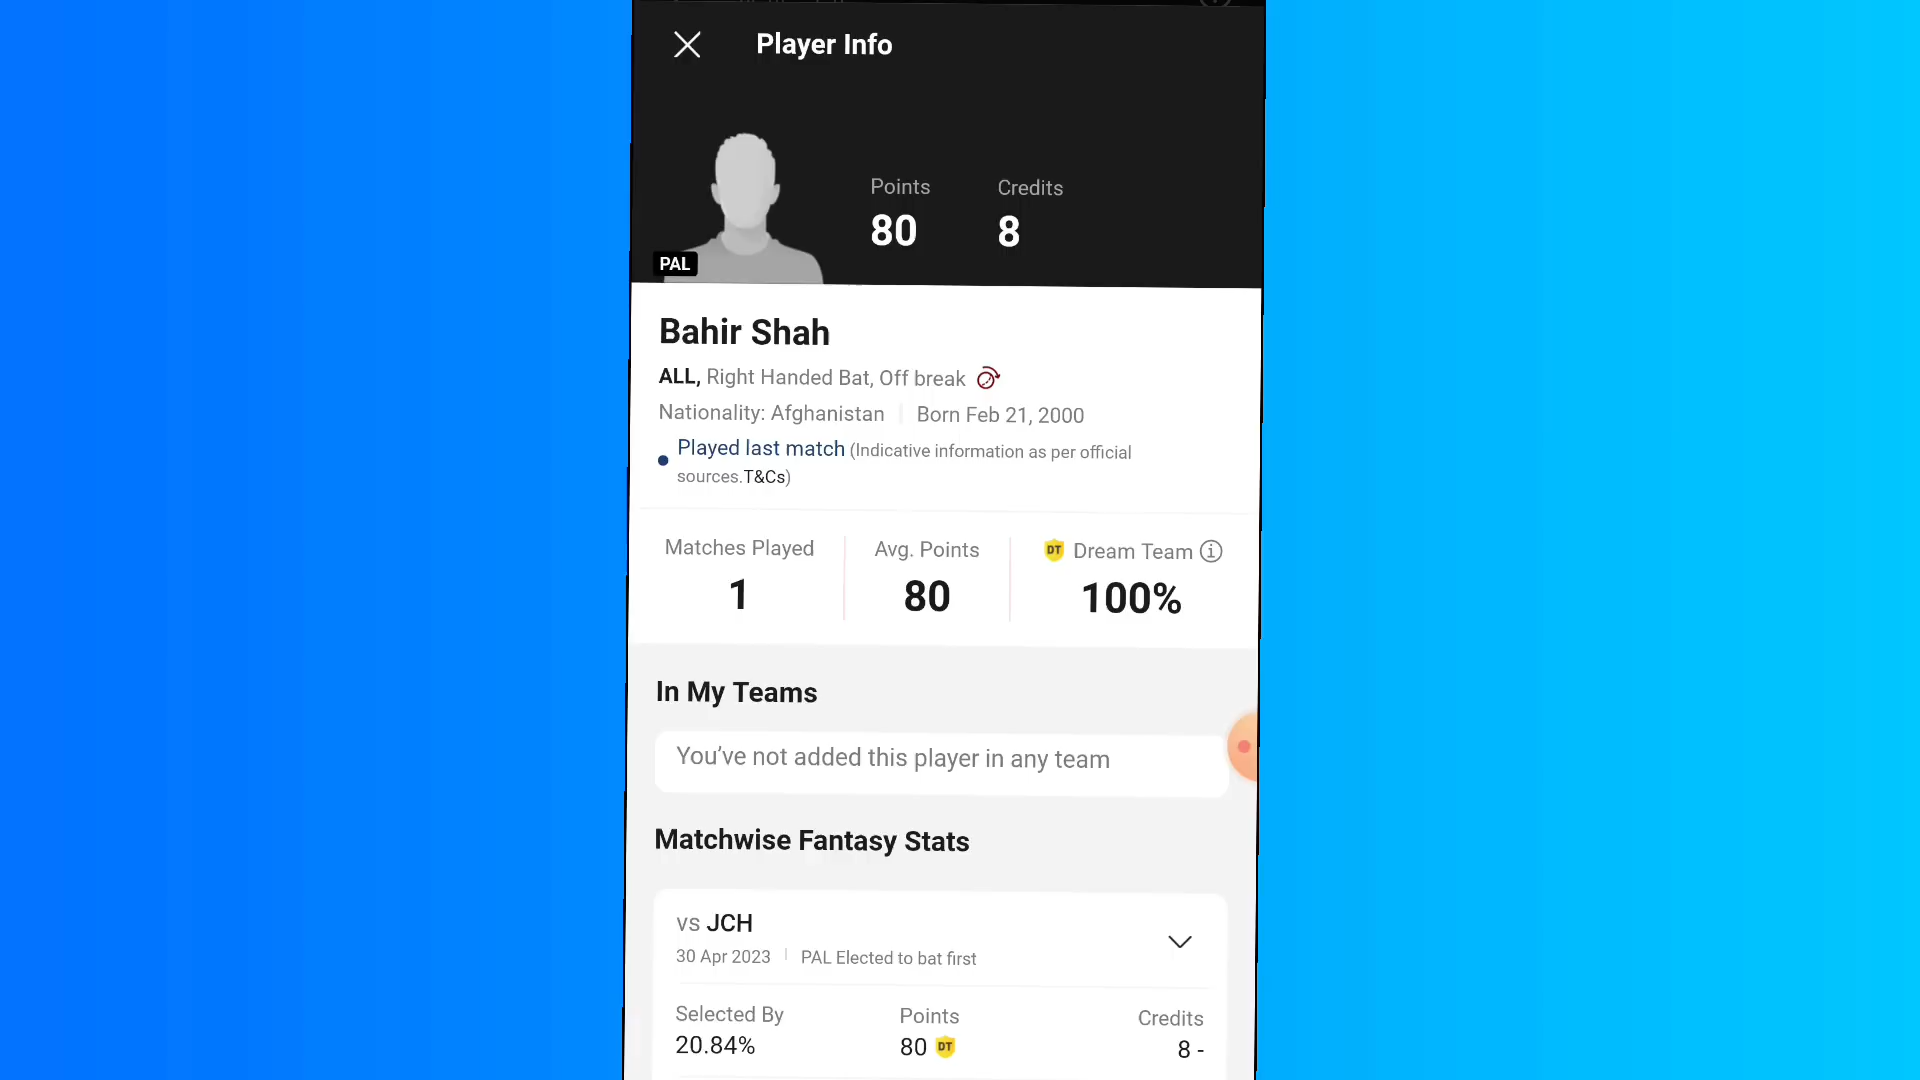 Player Info
Points
Credits
80
8
PAL
Bahir Shah
ALL, Right Handed Bat, Off break
Nationality: Afghanistan
Born Feb 21, 2000
Played last match (Indicative information as per official
sources.T&Cs)
Matches Played
Avg. Points
DT Dream Team
1
80
100%
In My Teams
You’ve not added this player in any team
Matchwise Fantasy Stats
vs JCH
30 Apr 2023
PAL Elected to bat first
Selected By
Points
Credits
20.84%
80 DT
8 -